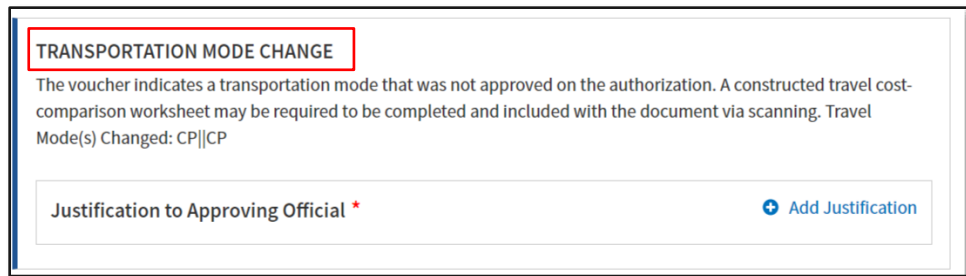 TRANSPORTATION MODE CHANGE
The voucher indicates a transportation mode that was not approved on the authorization. A constructed travel cost-
comparison worksheet may be required to be completed and included with the document via scanning. Travel
Mode(s) Changed: CP||CP
Justification to Approving Official * Add Justification